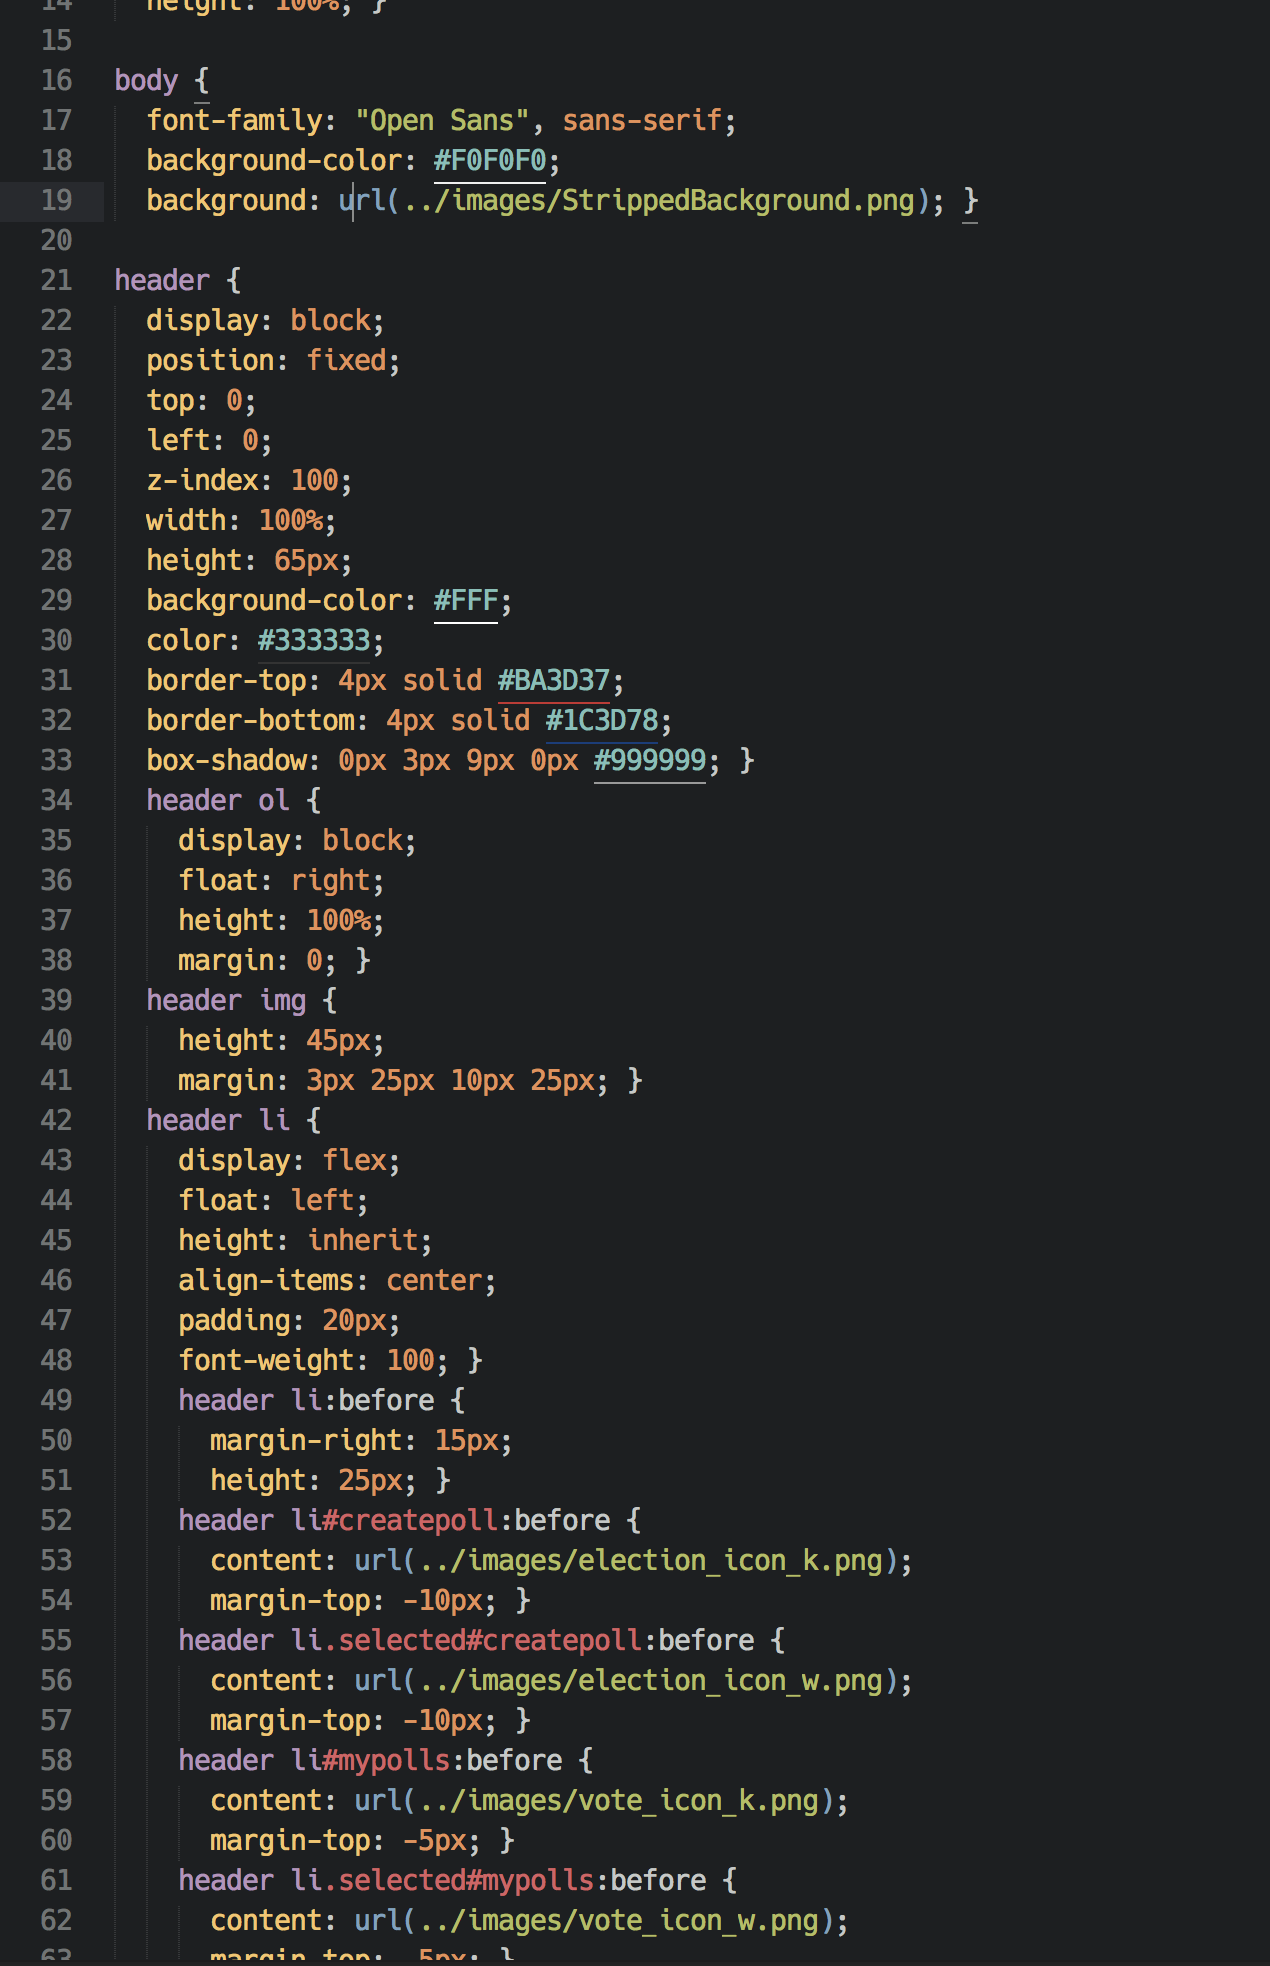 14 height: 100%; }
15
16 body {
17 font-family: "Open Sans", sans-serif;
18 background-color: #F0F0F0;
19 background: url(../images/StrippedBackground.png); }
20
21 header {
22 display: block;
23 position: fixed;
24 top: 0;
25 left: 0;
26 z-index: 100;
27 width: 100%;
28 height: 65px;
29 background-color: #FFF;
30 color: #333333;
31 border-top: 4px solid #BA3D37;
32 border-bottom: 4px solid #1C3D78;
33 box-shadow: 0px 3px 9px 0px #999999; }
34 header ol {
35 display: block;
36 float: right;
37 height: 100%;
38 margin: 0; }
39 header img {
40 height: 45px;
41 margin: 3px 25px 10px 25px; }
42 header li {
43 display: flex;
44 float: left;
45 height: inherit;
46 align-items: center;
47 padding: 20px;
48 font-weight: 100; }
49 header li:before {
50 margin-right: 15px;
51 height: 25px; }
52 header li#createpoll:before {
53 content: url(../images/election_icon_k.png);
54 margin-top: -10px; }
55 header li.selected#createpoll:before {
56 content: url(../images/election_icon_w.png);
57 margin-top: -10px; }
58 header li#mypolls:before {
59 content: url(../images/vote_icon_k.png);
60 margin-top: -5px; }
61 header li.selected#mypolls:before {
62 content: url(../images/vote_icon_w.png);
63 margin-top: -5px; }